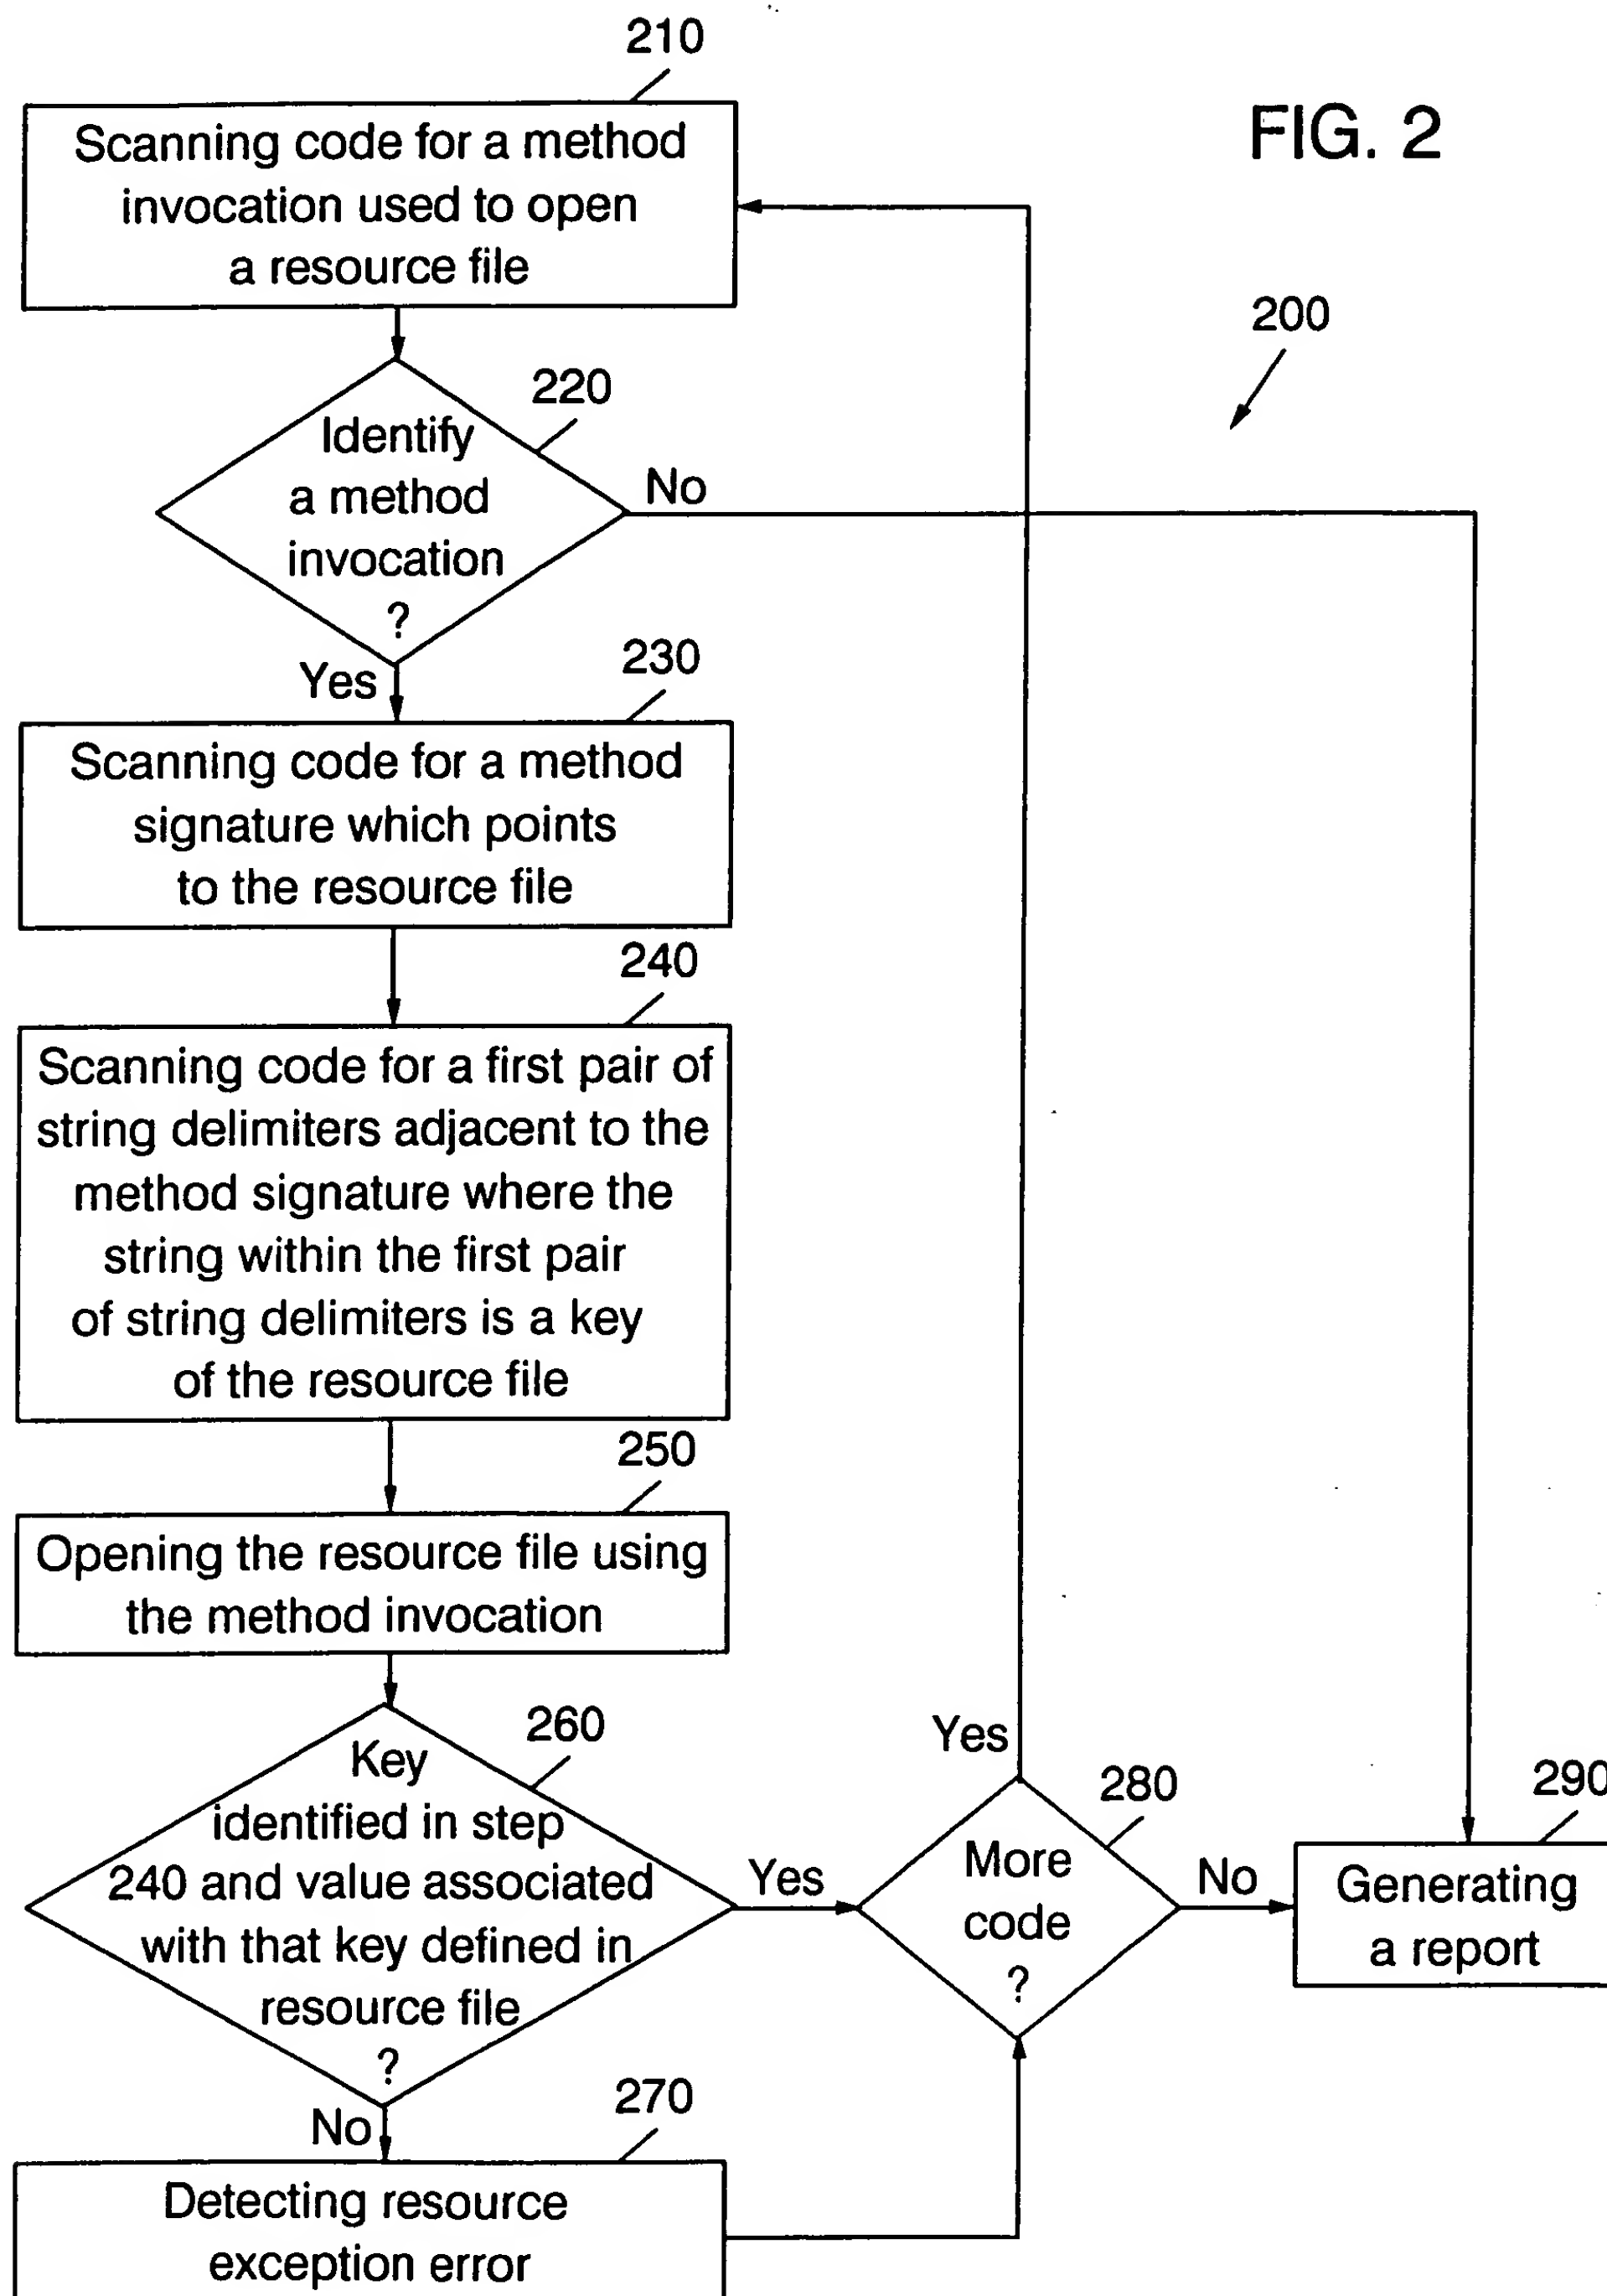 210
FIG. 2
Scanning code for a method
invocation used to open
a resource file
200
220
Identify
a method
invocation
?
No
Yes
230
Scanning code for a method
signature which points
to the resource file
240
Scanning code for a first pair of
string delimiters adjacent to the
method signature where the
string within the first pair
of string delimiters is a key
of the resource file
250
Opening the resource file using
the method invocation
260
Key
identified in step
240 and value associated
with that key defined in
resource file
?
Yes
Yes
280
More
code
?
No
290
Generating
a report
No
270
Detecting resource
exception error